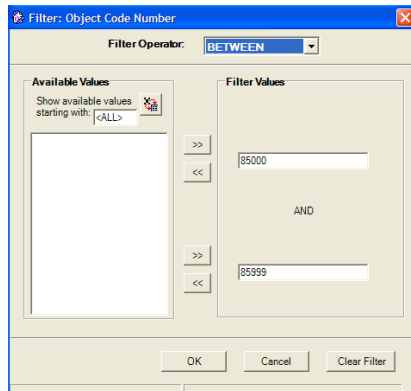 Filter: Object Code Number
Filter Operator: BETWEEN
Available Values
Show available values
starting with: <ALL>
>>
<<
>>
<<
Filter Values
85000
AND
85999
OK Cancel Clear Filter